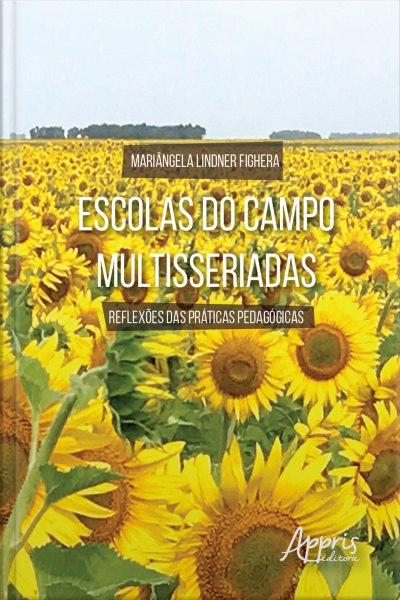 MARIÂNGELA LINDNER FIGHERA
ESCOLAS DO CAMPO
MULTISSERIADAS
REFLEXÕES DAS PRÁTICAS PEDAGÓGICAS
Appris
editora